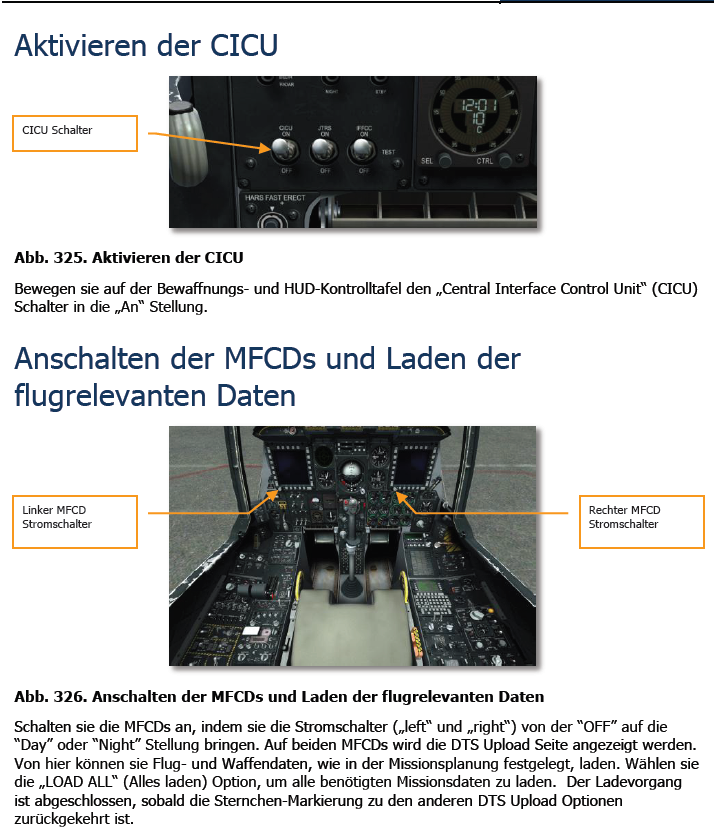 Aktivieren der CICU
RADAR
NIGHT
STBY
CICU
ON
JTRS
ON
IFFCC
ON
TEST
OFF
OFF
OFF
12:01
10
C
SEL
CTRL
HARS FAST ERECT
CICU Schalter
Abb. 325. Aktivieren der CICU
Bewegen sie auf der Bewaffnungs- und HUD-Kontrolltafel den „Central Interface Control Unit“ (CICU)
Schalter in die „An“ Stellung.
Anschalten der MFCDs und Laden der
flugrelevanten Daten
Linker MFCD
Stromschalter
Rechter MFCD
Stromschalter
Abb. 326. Anschalten der MFCDs und Laden der flugrelevanten Daten
Schalten sie die MFCDs an, indem sie die Stromschalter („left“ und „right“) von der “OFF” auf die
“Day” oder “Night” Stellung bringen. Auf beiden MFCDs wird die DTS Upload Seite angezeigt werden.
Von hier können sie Flug- und Waffendaten, wie in der Missionsplanung festgelegt, laden. Wählen sie
die „LOAD ALL“ (Alles laden) Option, um alle benötigten Missionsdaten zu laden.  Der Ladevorgang
ist abgeschlossen, sobald die Sternchen-Markierung zu den anderen DTS Upload Optionen
zurückgekehrt ist.